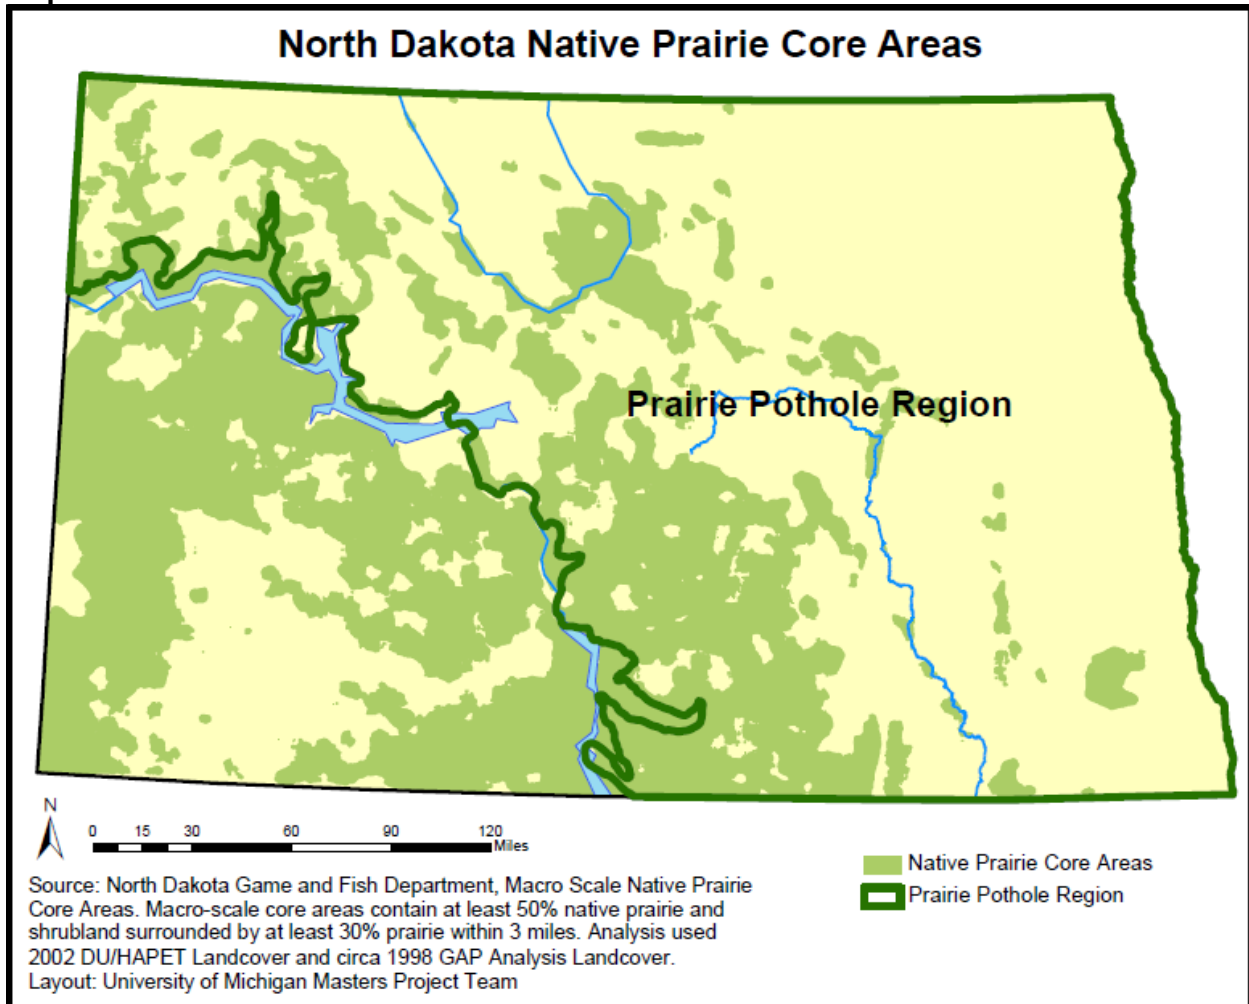 North Dakota Native Prairie Core Areas
Prairie Pothole Region
N
0 15 30 60 90 120
Miles
Native Prairie Core Areas
Prairie Pothole Region
Source: North Dakota Game and Fish Department, Macro Scale Native Prairie
Core Areas. Macro-scale core areas contain at least 50% native prairie and
shrubland surrounded by at least 30% prairie within 3 miles. Analysis used
2002 DU/HAPET Landcover and circa 1998 GAP Analysis Landcover.
Layout: University of Michigan Masters Project Team